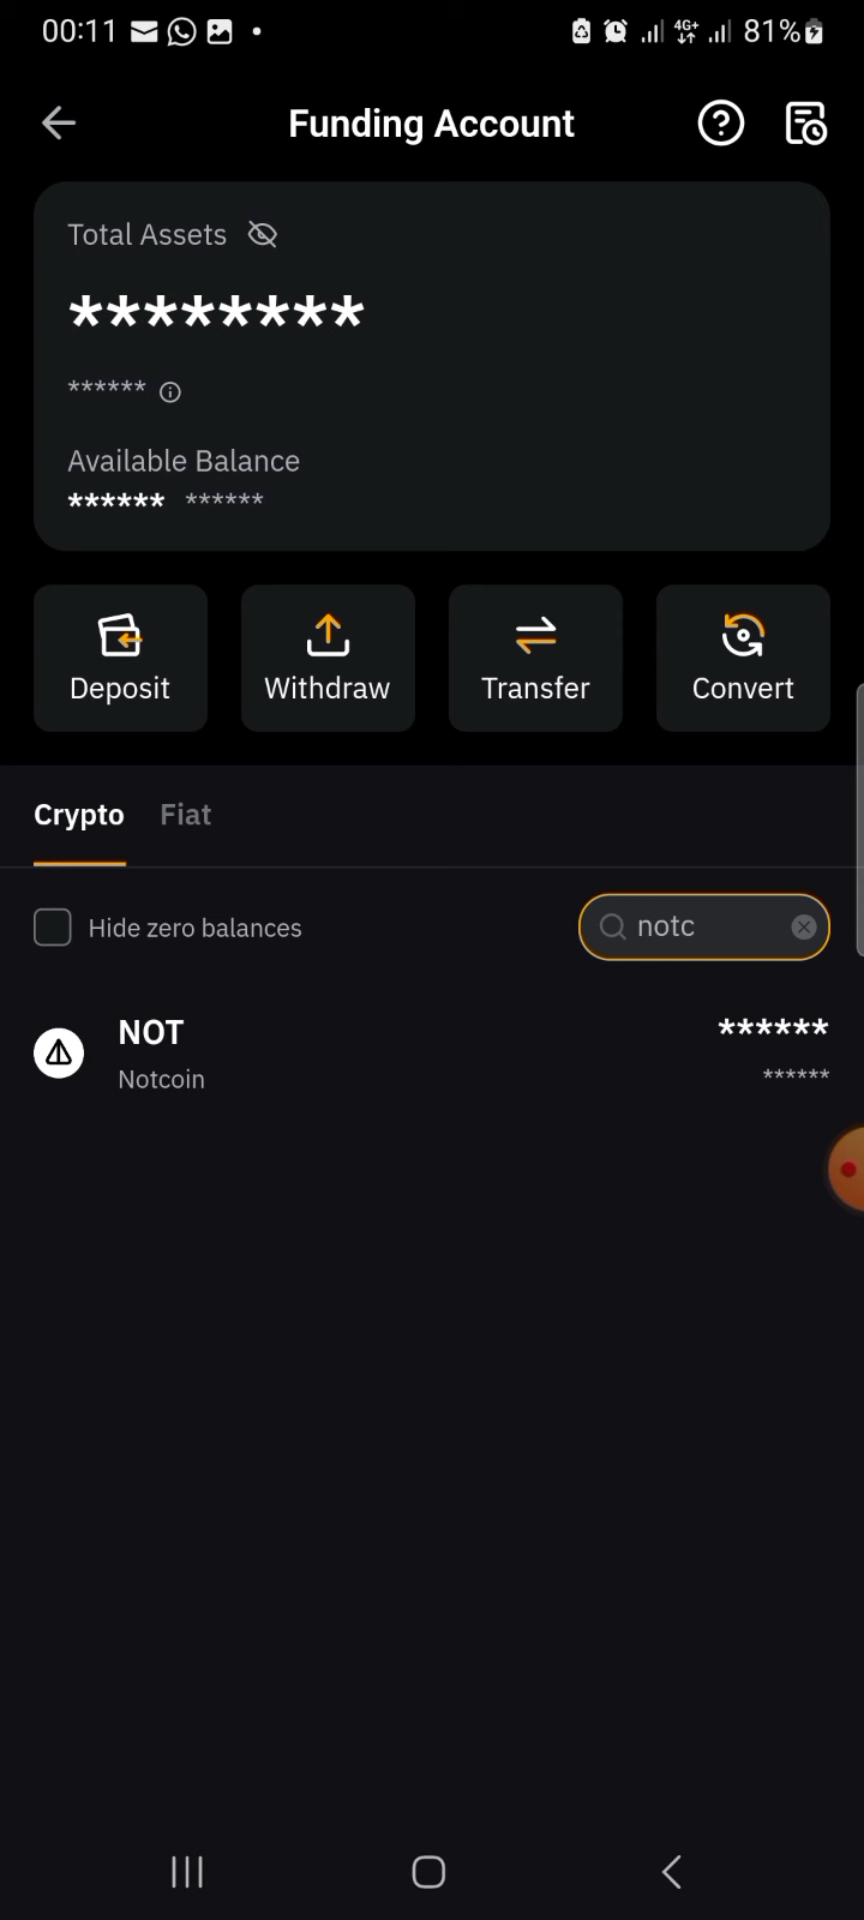 00:11 4G+ 81%
Funding Account
Total Assets
********
******
Available Balance
****** ******
Deposit Withdraw Transfer Convert
Crypto Fiat
Hide zero balances notc
NOT ******
Notcoin ******